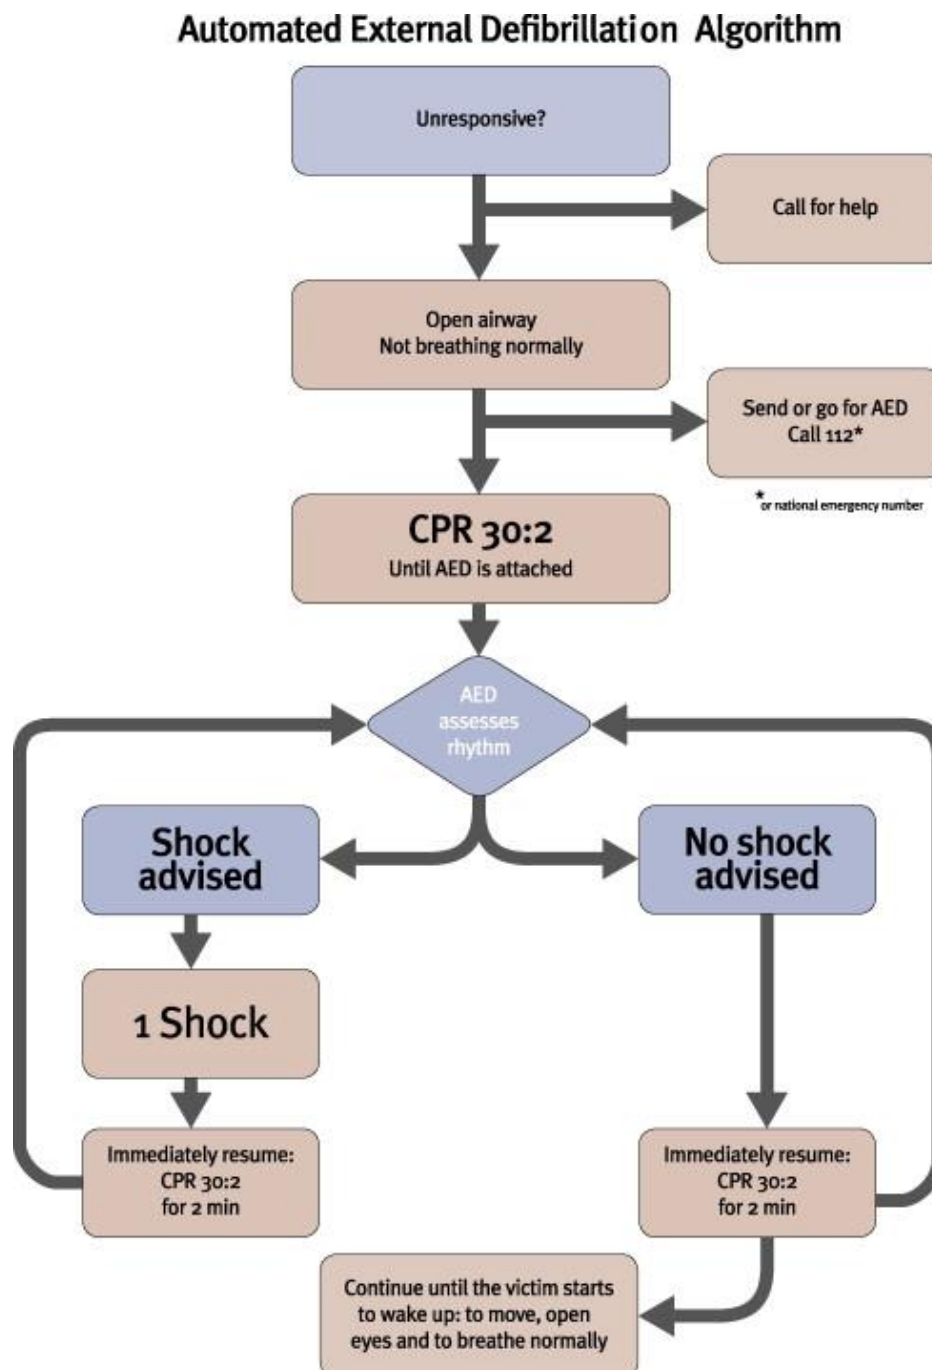 Automated External Defibrillation Algorithm
Unresponsive?
Call for help
Open airway
Not breathing normally
Send or go for AED
Call 112*
*or national emergency number
CPR 30:2
Until AED is attached
AED
assesses
rhythm
Shock
advised
No shock
advised
1 Shock
Immediately resume:
CPR 30:2
for 2 min
Immediately resume:
CPR 30:2
for 2 min
Continue until the victim starts
to wake up: to move, open
eyes and to breathe normally